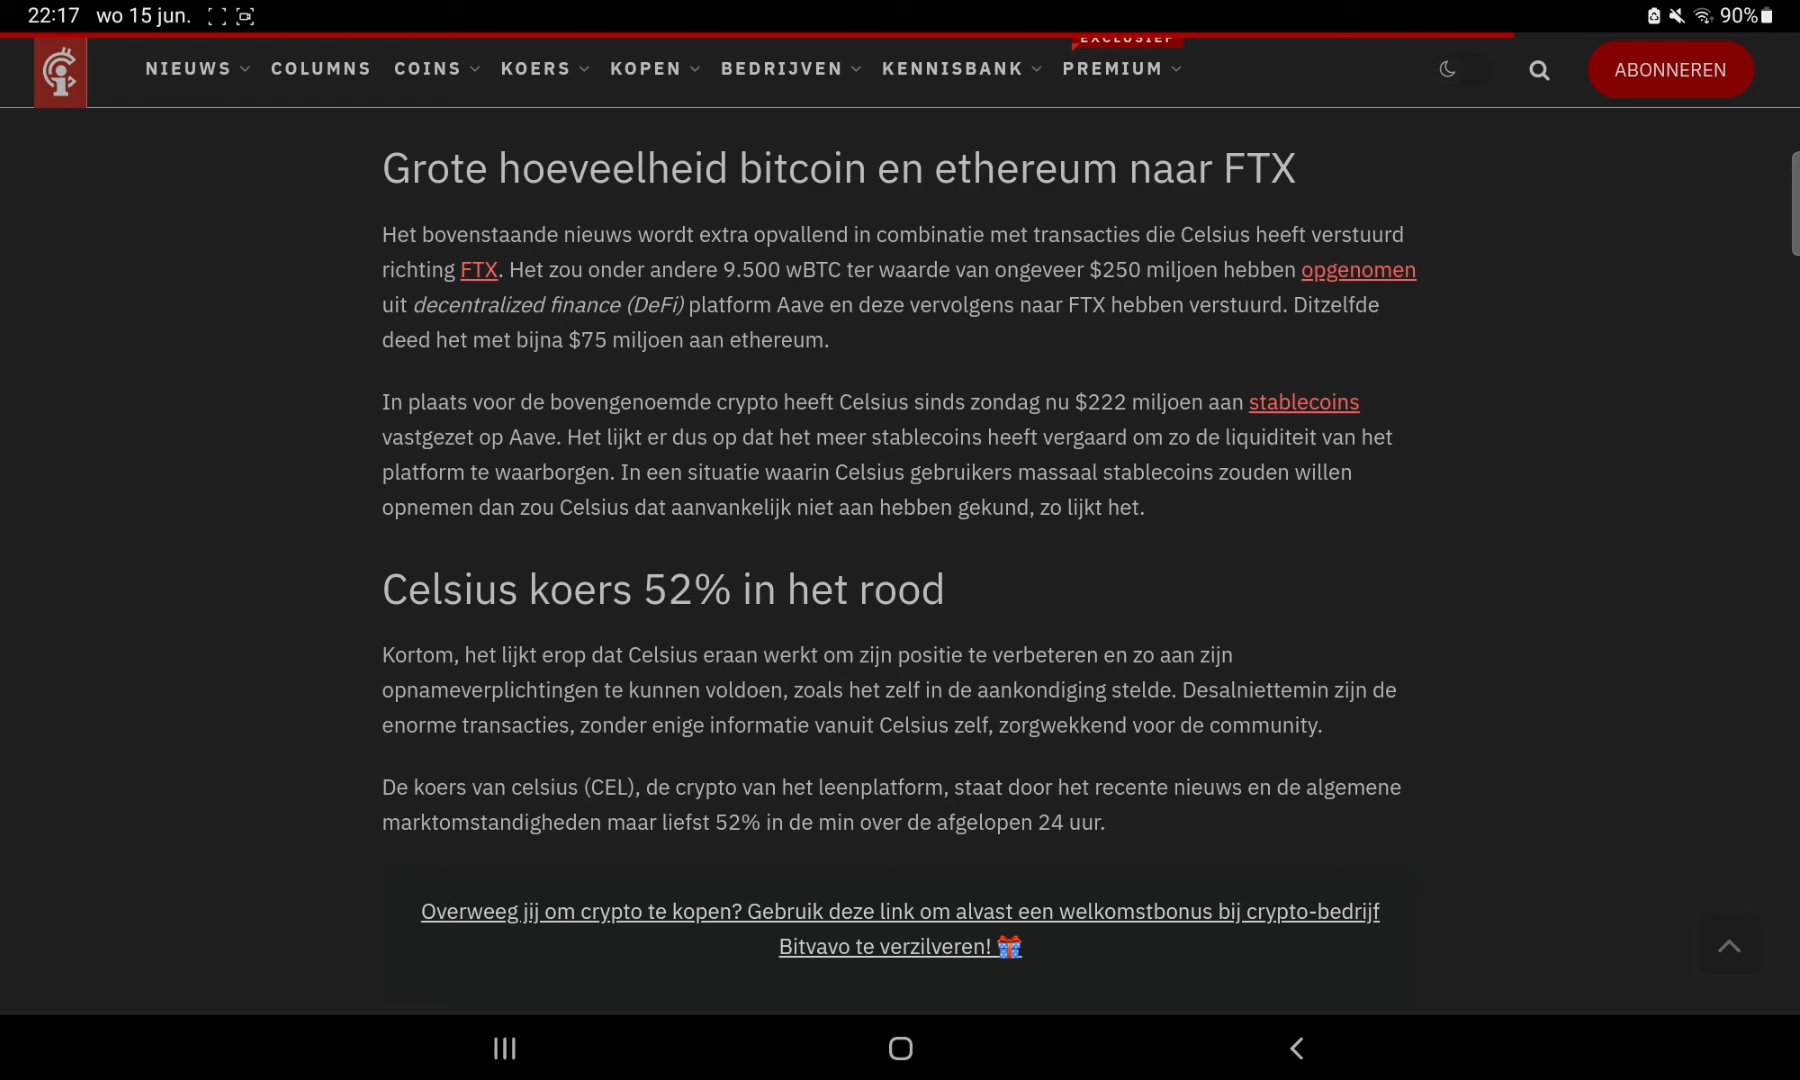 22:17 wo 15 jun. 90%
EXCLUSIEF
NIEUWS COLUMNS COINS KOERS KOPEN BEDRIJVEN KENNISBANK PREMIUM ABONNEREN
Grote hoeveelheid bitcoin en ethereum naar FTX
Het bovenstaande nieuws wordt extra opvallend in combinatie met transacties die Celsius heeft verstuurd
richting FTX. Het zou onder andere 9.500 wBTC ter waarde van ongeveer $250 miljoen hebben opgenomen
uit decentralized finance (DeFi) platform Aave en deze vervolgens naar FTX hebben verstuurd. Ditzelfde
deed het met bijna $75 miljoen aan ethereum.
In plaats voor de bovengenoemde crypto heeft Celsius sinds zondag nu $222 miljoen aan stablecoins
vastgezet op Aave. Het lijkt er dus op dat het meer stablecoins heeft vergaard om zo de liquiditeit van het
platform te waarborgen. In een situatie waarin Celsius gebruikers massaal stablecoins zouden willen
opnemen dan zou Celsius dat aanvankelijk niet aan hebben gekund, zo lijkt het.
Celsius koers 52% in het rood
Kortom, het lijkt erop dat Celsius eraan werkt om zijn positie te verbeteren en zo aan zijn
opnameverplichtingen te kunnen voldoen, zoals het zelf in de aankondiging stelde. Desalniettemin zijn de
enorme transacties, zonder enige informatie vanuit Celsius zelf, zorgwekkend voor de community.
De koers van celsius (CEL), de crypto van het leenplatform, staat door het recente nieuws en de algemene
marktomstandigheden maar liefst 52% in de min over de afgelopen 24 uur.
Overweeg jij om crypto te kopen? Gebruik deze link om alvast een welkomstbonus bij crypto-bedrijf
Bitvavo te verzilveren! 🎁